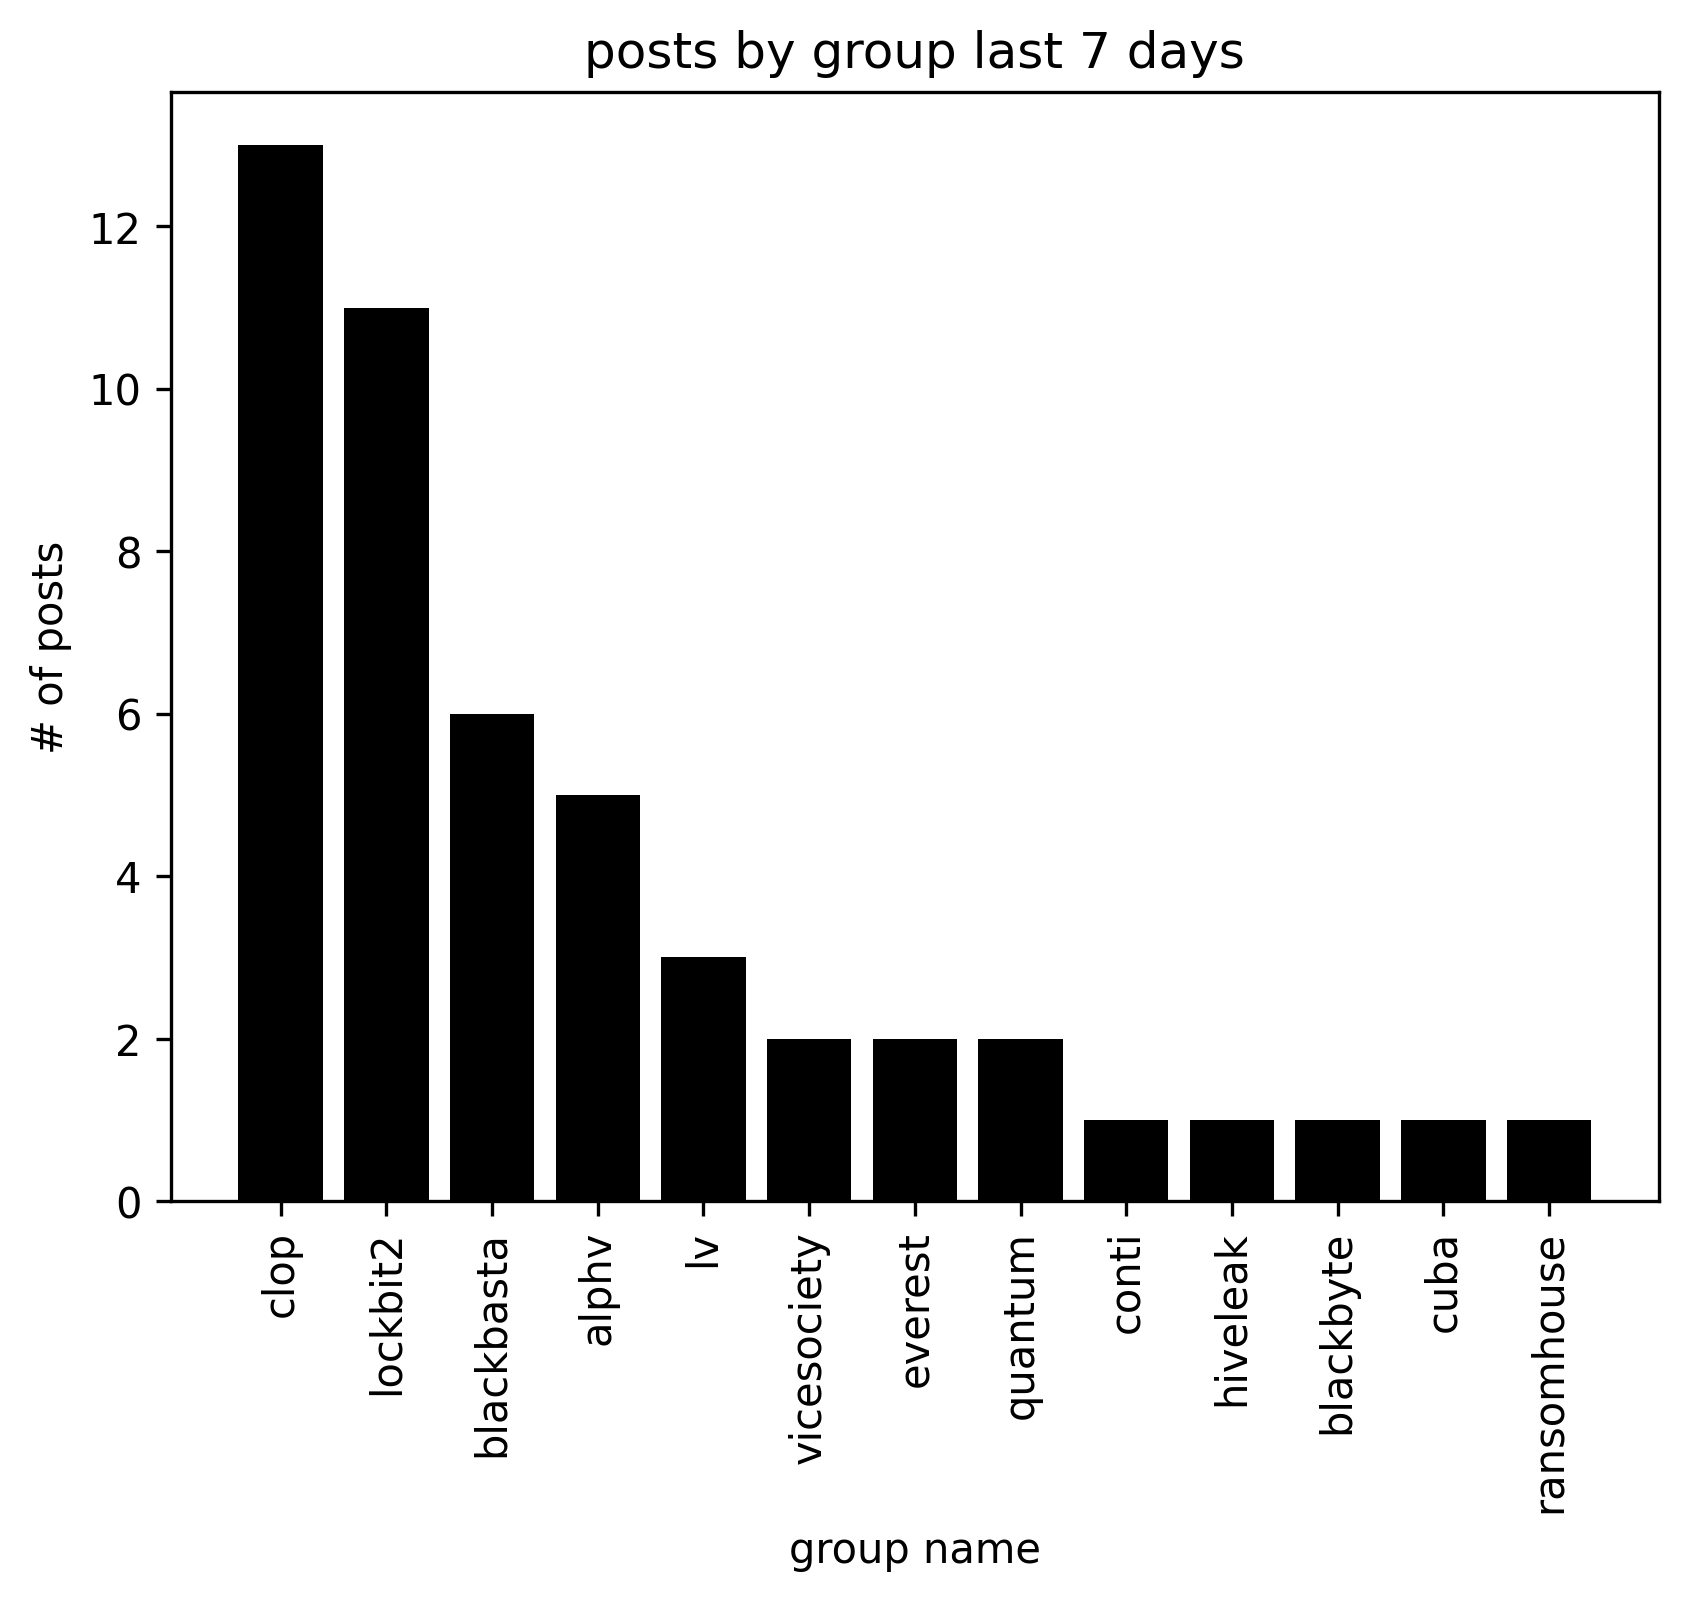 posts by group last 7 days
# of posts
12
10
8
6
4
2
0
clop
lockbit2
blackbasta
alphv
lv
vicesociety
everest
quantum
conti
hiveleak
blackbyte
cuba
ransomhouse
group name